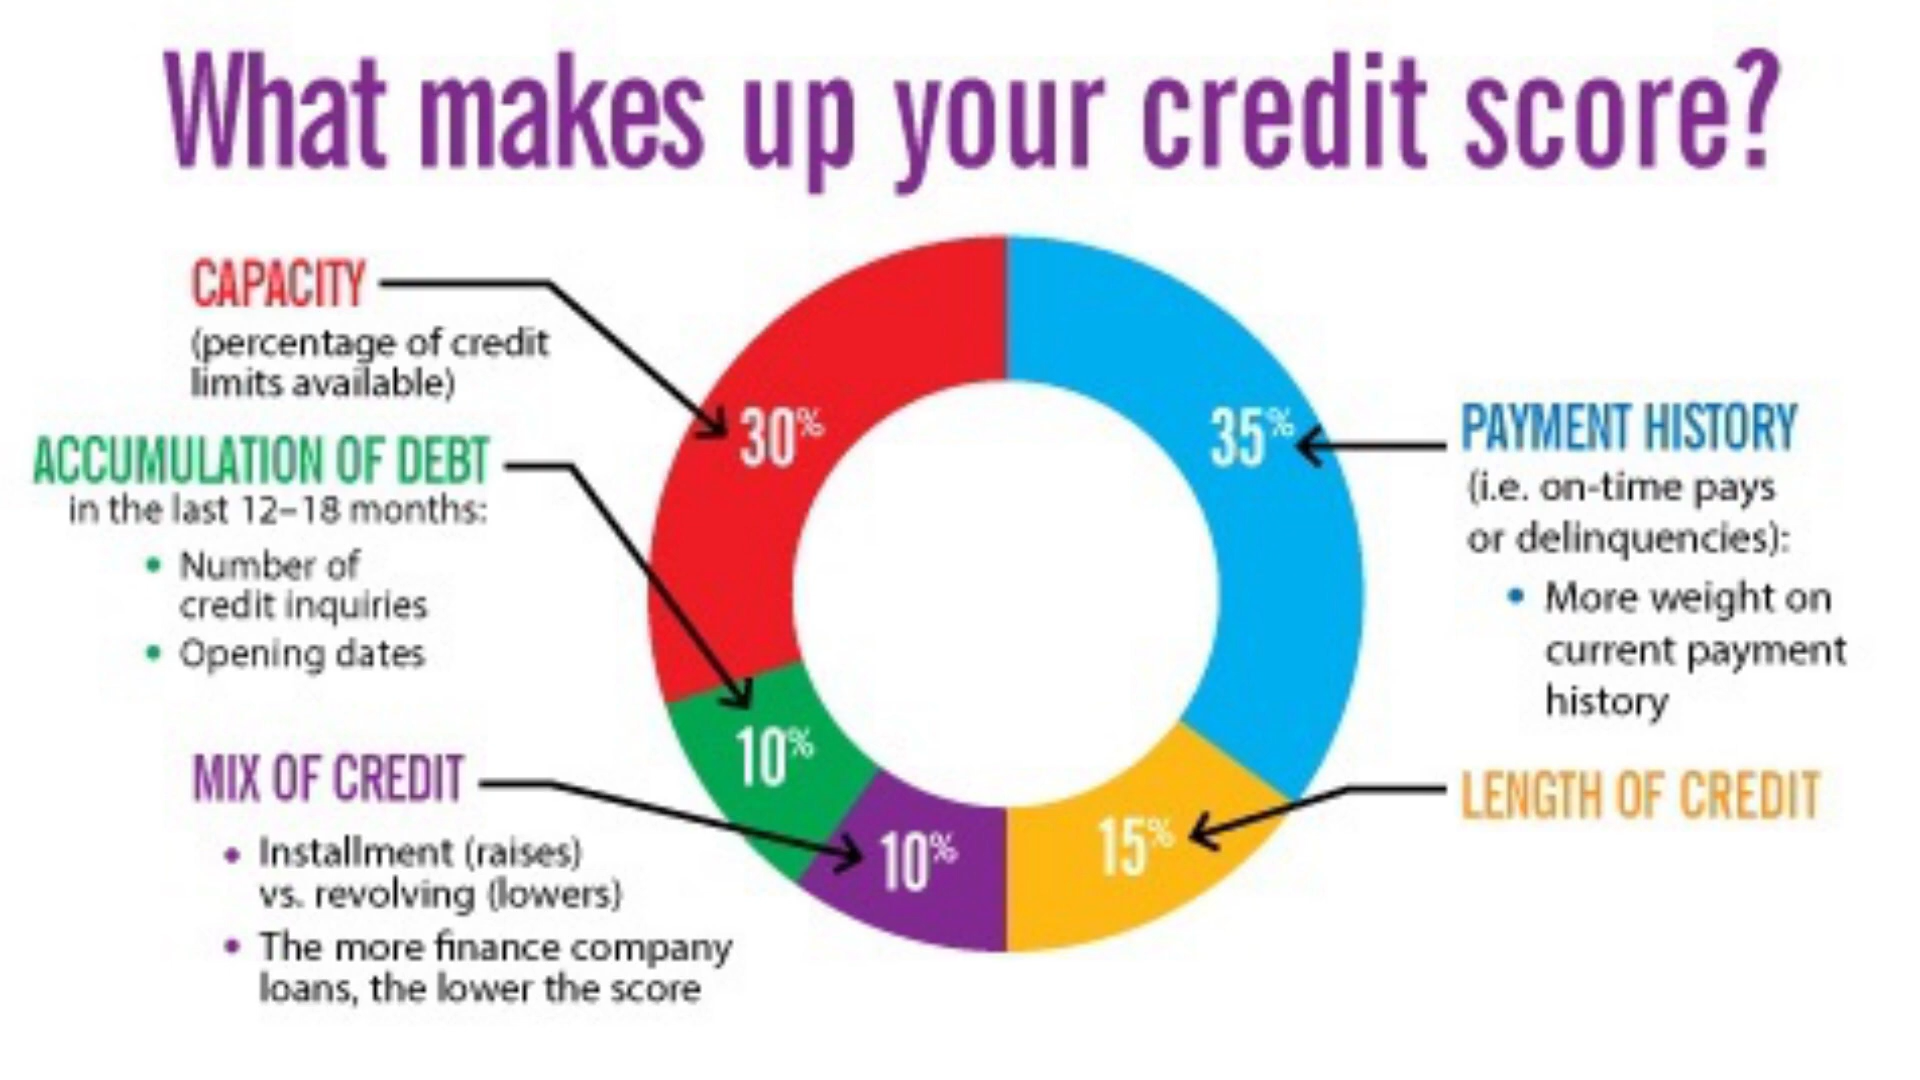 What makes up your credit score?
CAPACITY
(percentage of credit
limits available)
ACCUMULATION OF DEBT
in the last 12–18 months:
• Number of
credit inquiries
• Opening dates
MIX OF CREDIT
• Installment (raises)
vs. revolving (lowers)
• The more finance company
loans, the lower the score
30%
35%
10%
10%
15%
PAYMENT HISTORY
(i.e. on-time pays
or delinquencies):
• More weight on
current payment
history
LENGTH OF CREDIT